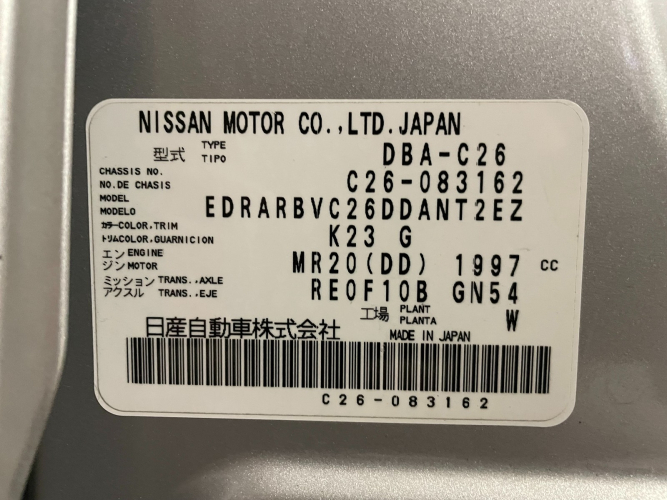 NISSAN MOTOR CO.,LTD.JAPAN
型式 TYPE TIPO DBA-C26
CHASSIS NO.
NO.DE CHASIS C26-083162
MODEL
MODELO EDRARBVC26DDANT2EZ
カラーCOLOR,TRIM
トリムCOLOR,GUARNICION K23 G
エンジン ENGINE MOTOR MR20(DD) 1997 CC
ミッション TRANS..AXLE
アクスル TRANS..EJE RE0F10B GN54
工場 PLANT PLANTA W
日産自動車株式会社 MADE IN JAPAN
C26-083162